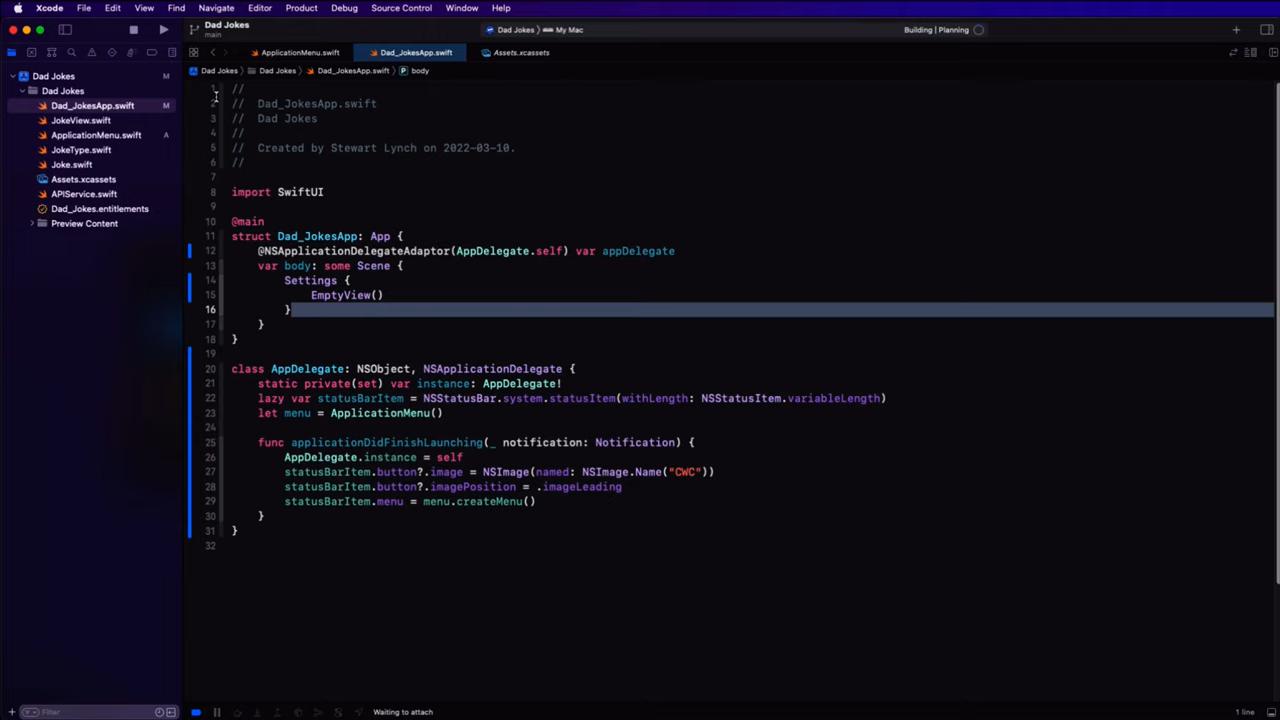 Xcode File Edit View Find Navigate Editor Product Debug Source Control Window Help
Dad Jokes
main
Dad Jokes 〉 My Mac
Building | Planning
ApplicationMenu.swift
Dad_JokesApp.swift
Assets.xcassets
Dad Jokes 〉 Dad Jokes 〉 Dad_JokesApp.swift 〉 P body
Dad Jokes M
Dad Jokes
Dad_JokesApp.swift M
JokeView.swift
ApplicationMenu.swift A
JokeType.swift
Joke.swift
Assets.xcassets
APIService.swift
Dad_Jokes.entitlements
Preview Content
1 //
2 // Dad_JokesApp.swift
3 // Dad Jokes
4 //
5 // Created by Stewart Lynch on 2022-03-10.
6 //
7
8 import SwiftUI
9
10 @main
11 struct Dad_JokesApp: App {
12 @NSApplicationDelegateAdaptor(AppDelegate.self) var appDelegate
13 var body: some Scene {
14 Settings {
15 EmptyView()
16 }
17 }
18 }
19
20 class AppDelegate: NSObject, NSApplicationDelegate {
21 static private(set) var instance: AppDelegate!
22 lazy var statusBarItem = NSStatusBar.system.statusItem(withLength: NSStatusItem.variableLength)
23 let menu = ApplicationMenu()
24
25 func applicationDidFinishLaunching(_ notification: Notification) {
26 AppDelegate.instance = self
27 statusBarItem.button?.image = NSImage(named: NSImage.Name("CWC"))
28 statusBarItem.button?.imagePosition = .imageLeading
29 statusBarItem.menu = menu.createMenu()
30 }
31 }
32
Filter
Waiting to attach
1 line